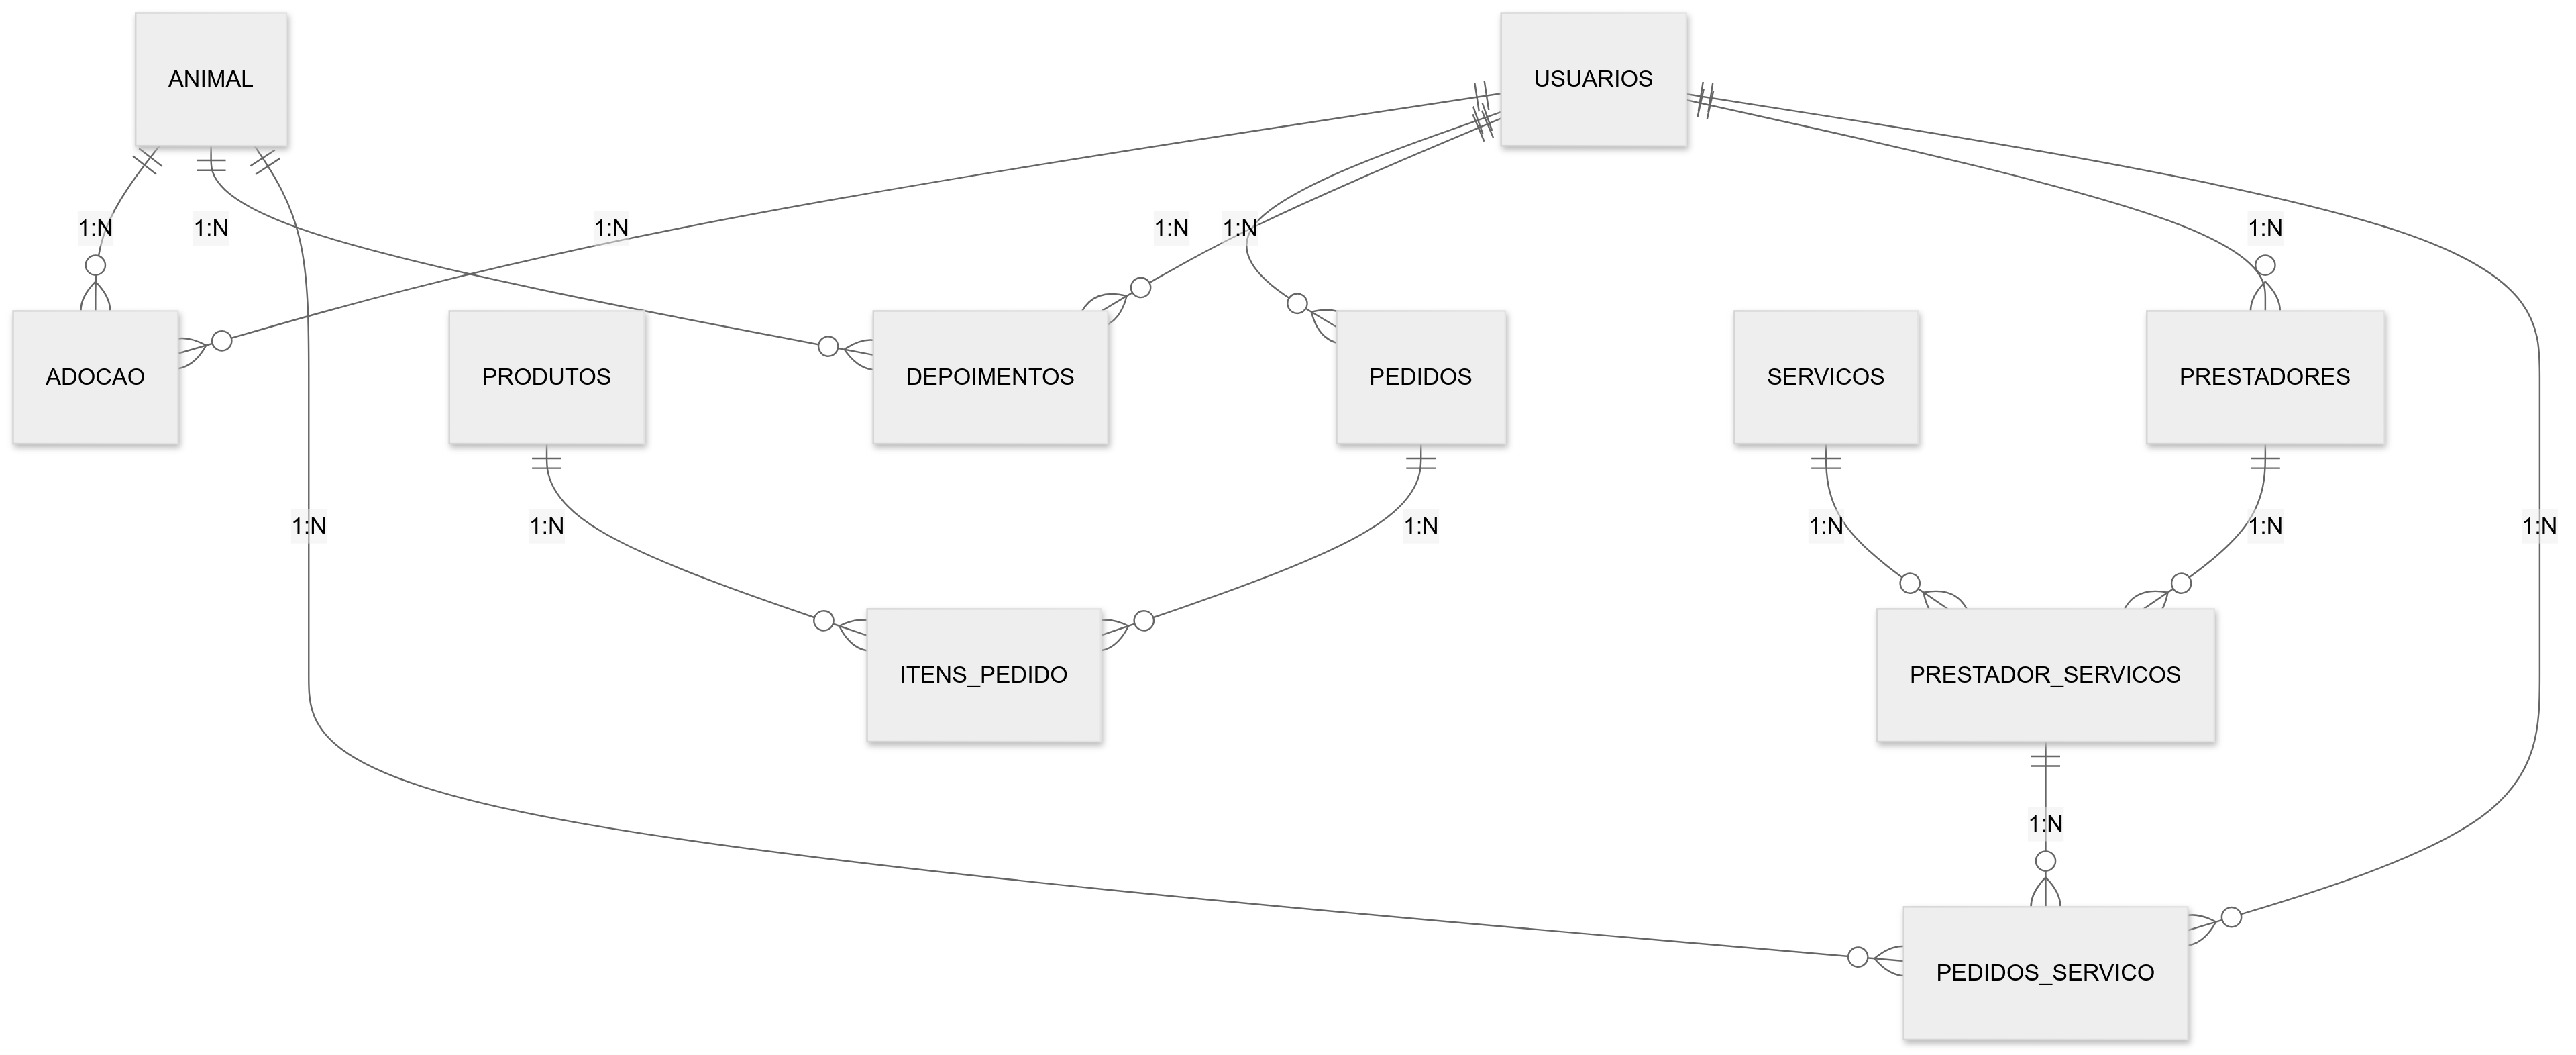 ANIMAL
USUARIOS
1:N
1:N
1:N
1:N
1:N
1:N
ADOCAO
PRODUTOS
DEPOIMENTOS
PEDIDOS
SERVICOS
PRESTADORES
1:N
1:N
1:N
1:N
1:N
1:N
ITENS_PEDIDO
PRESTADOR_SERVICOS
1:N
PEDIDOS_SERVICO